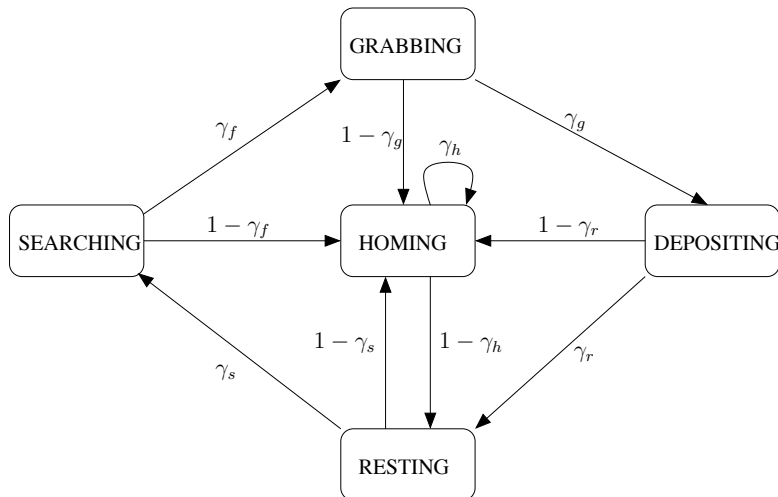 GRABBING
γ_f
1 − γ_g
γ_g
γ_h
SEARCHING
1 − γ_f
HOMING
1 − γ_r
DEPOSITING
γ_s
1 − γ_s
1 − γ_h
γ_r
RESTING